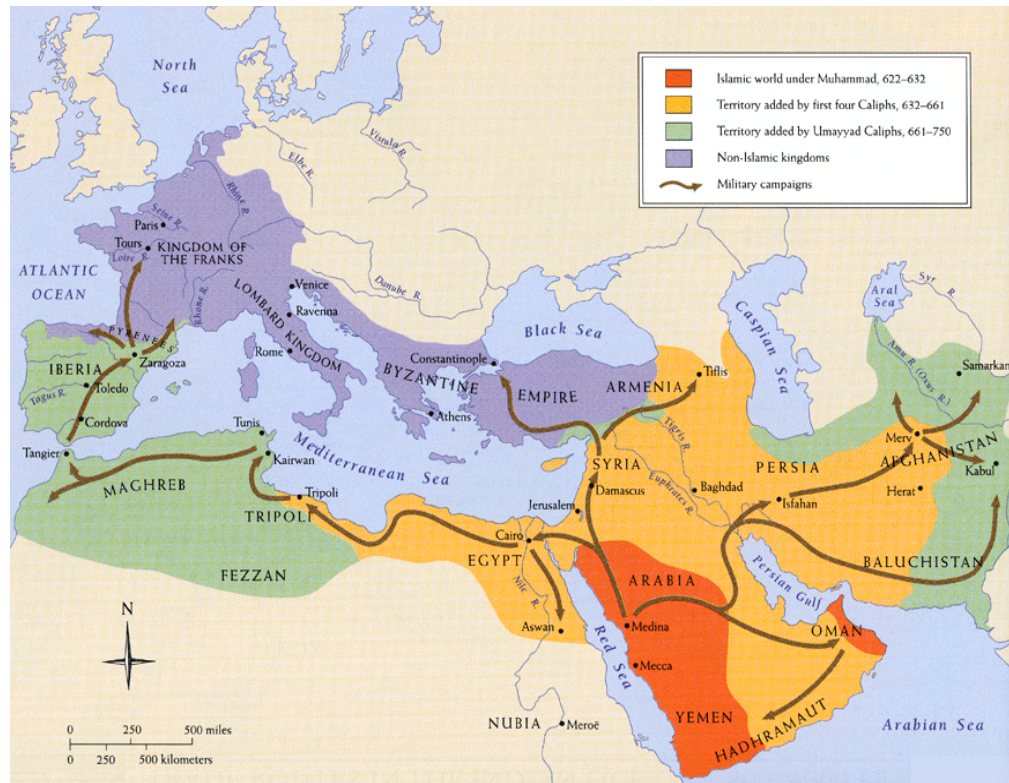 North
Sea
Islamic world under Muhammad, 622–632
Territory added by first four Caliphs, 632–661
Territory added by Umayyad Caliphs, 661–750
Non-Islamic kingdoms
Military campaigns
Vistula R.
Elbe R.
Rhine R.
Seine R.
Paris
Tours
Loire R.
KINGDOM OF
THE FRANKS
ATLANTIC
OCEAN
Rhone R.
Danube R.
LOMBARD KINGDOM
Venice
Ravenna
Rome
PYRENEES
Zaragoza
IBERIA
Toledo
Tagus R.
Cordova
Tangier
Black Sea
Caspian
Sea
Aral
Sea
Syr R.
Amu R. (Oxus R.)
Samarkan
Constantinople
BYZANTINE
EMPIRE
Athens
ARMENIA
Tiflis
Tigris R.
Tunis
Kairwan
Mediterranean Sea
MAGHREB
Tripoli
TRIPOLI
FEZZAN
SYRIA
Damascus
Euphrates R.
Baghdad
Jerusalem
PERSIA
Isfahan
Merv
AFGHANISTAN
Kabul
Herat
BALUCHISTAN
Cairo
EGYPT
Nile R.
Aswan
ARABIA
Persian Gulf
OMAN
Medina
Red Sea
Mecca
YEMEN
HADHRAMAUT
Arabian Sea
NUBIA
Meroë
N
0 250 500 miles
0 250 500 kilometers